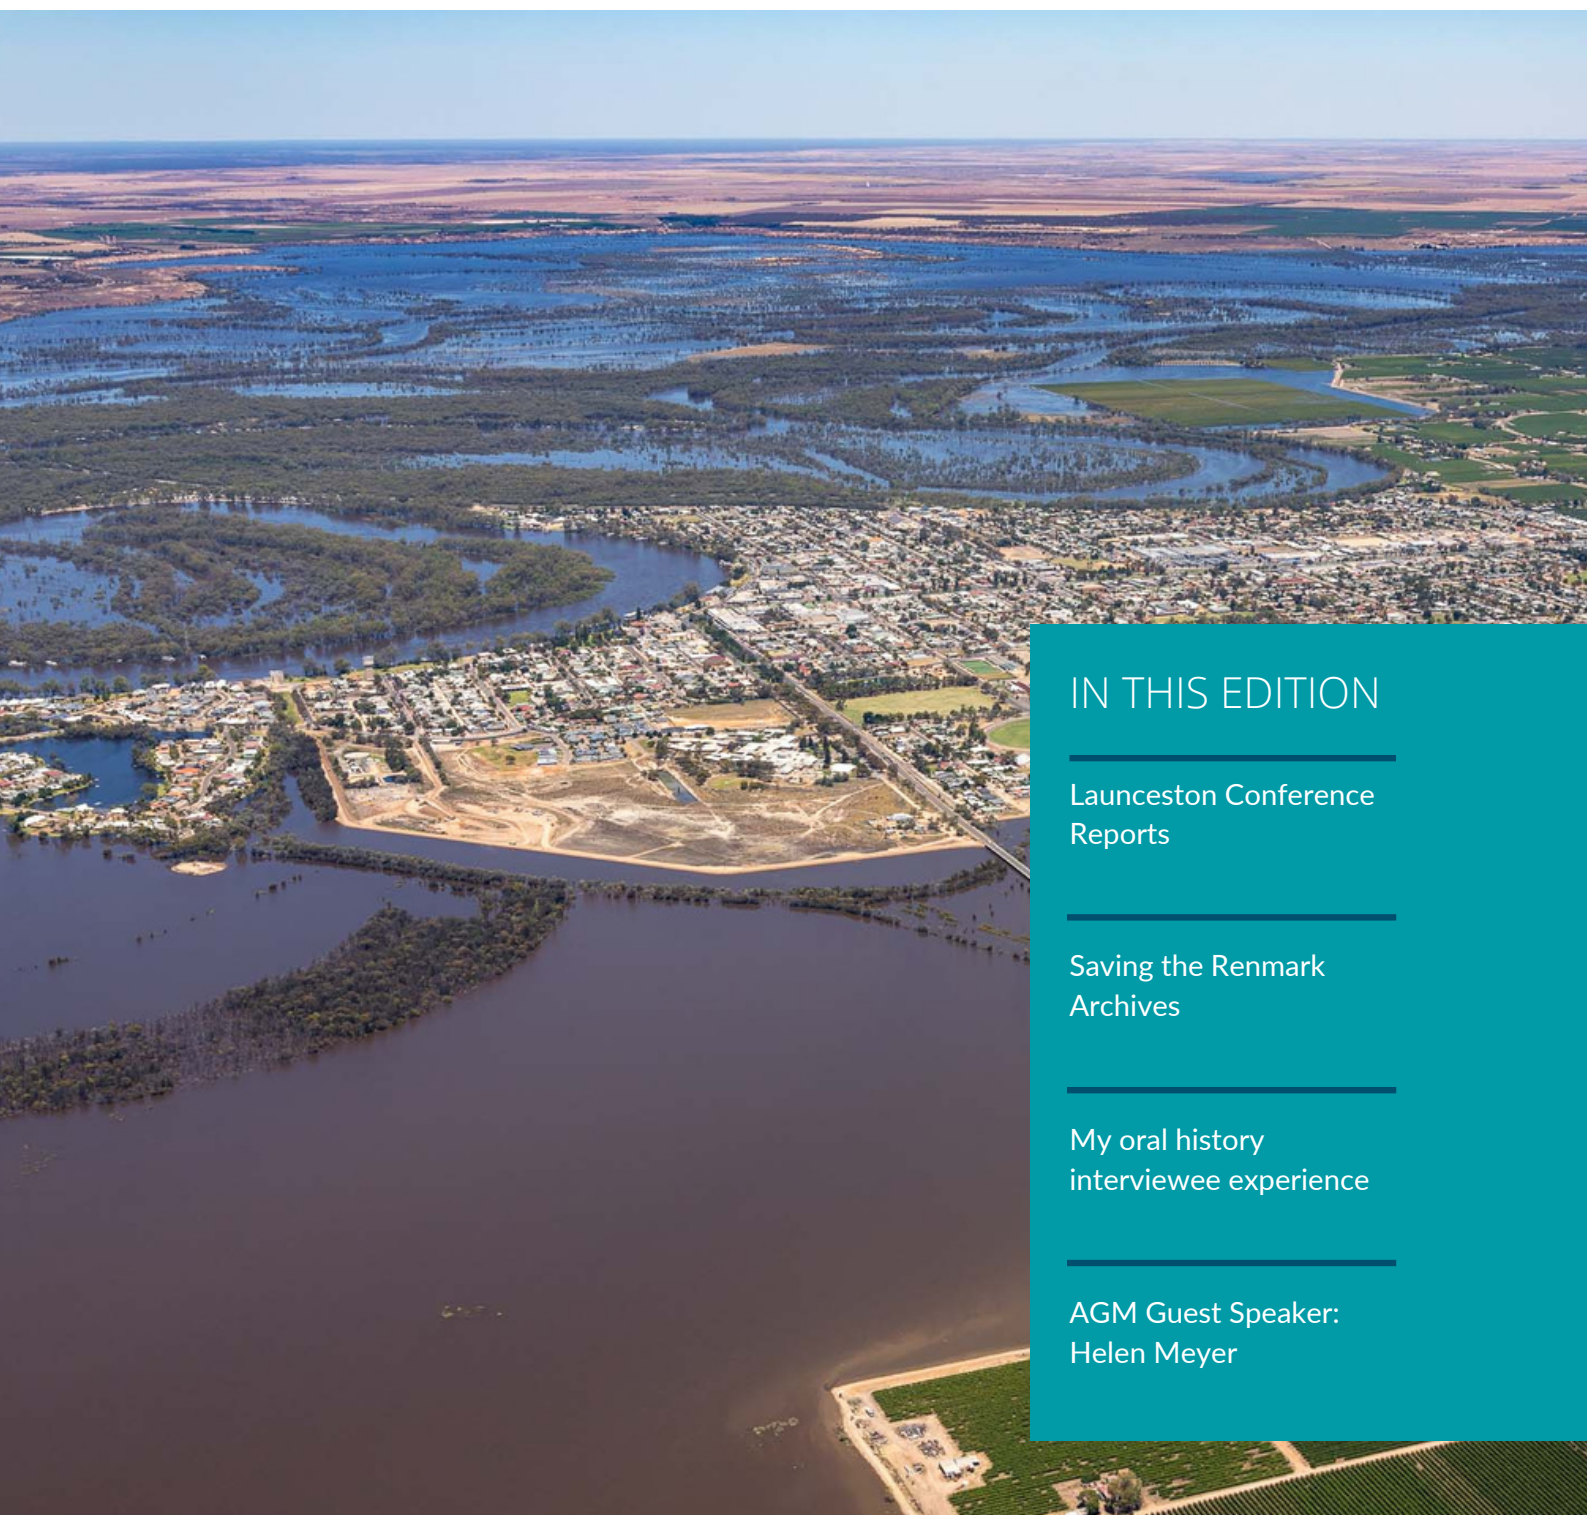 IN THIS EDITION
Launceston Conference
Reports
Saving the Renmark
Archives
My oral history
interviewee experience
AGM Guest Speaker:
Helen Meyer